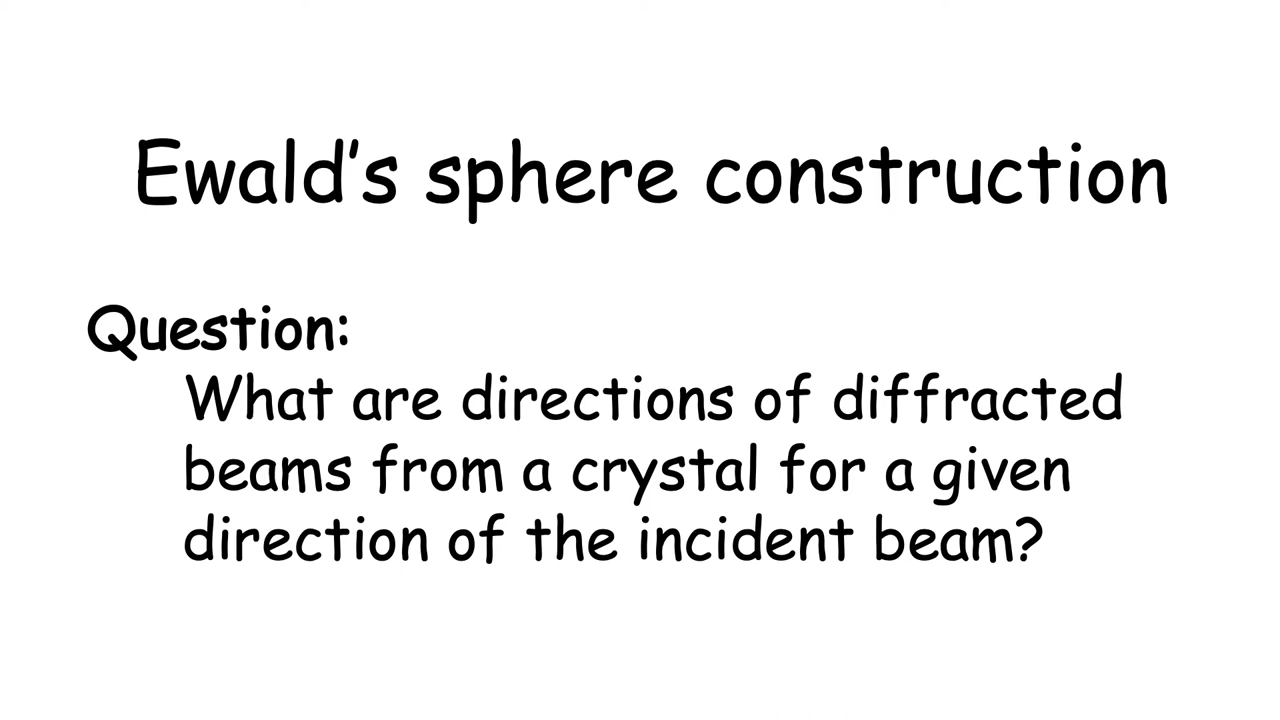 Ewald’s sphere construction
Question:
What are directions of diffracted
beams from a crystal for a given
direction of the incident beam?